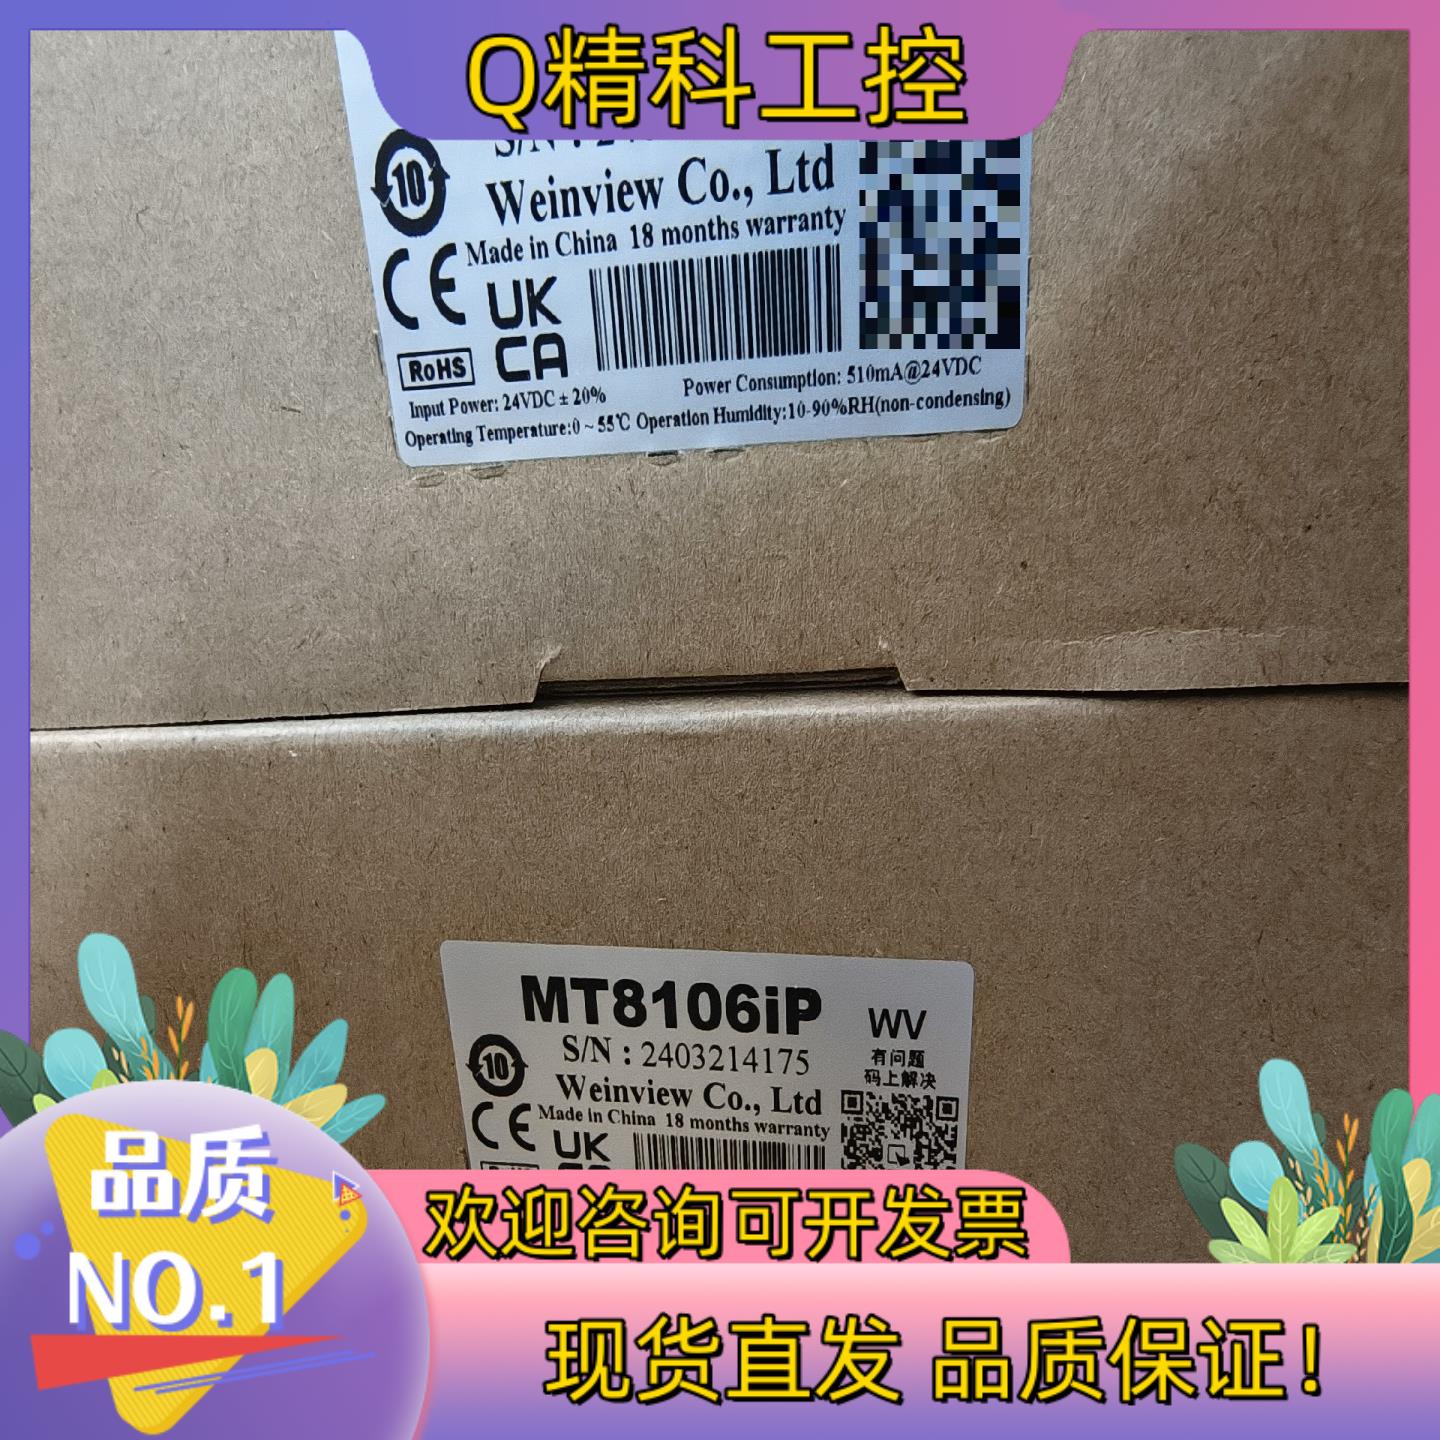 Q精科工控
10
Weinview Co., Ltd
Made in China 18 months warranty
CE
UK
CA
RoHS
Input Power: 24VDC ± 20%
Power Consumption: 510mA@24VDC
Operating Temperature:0 ~ 55℃ Operation Humidity:10-90%RH(non-condensing)
MT8106iP
WV
S/N : 2403214175
有问题
码上解决
10
Weinview Co., Ltd
CE
Made in China 18 months warranty
UK
品质
NO.1
欢迎咨询可开发票
现货直发 品质保证!